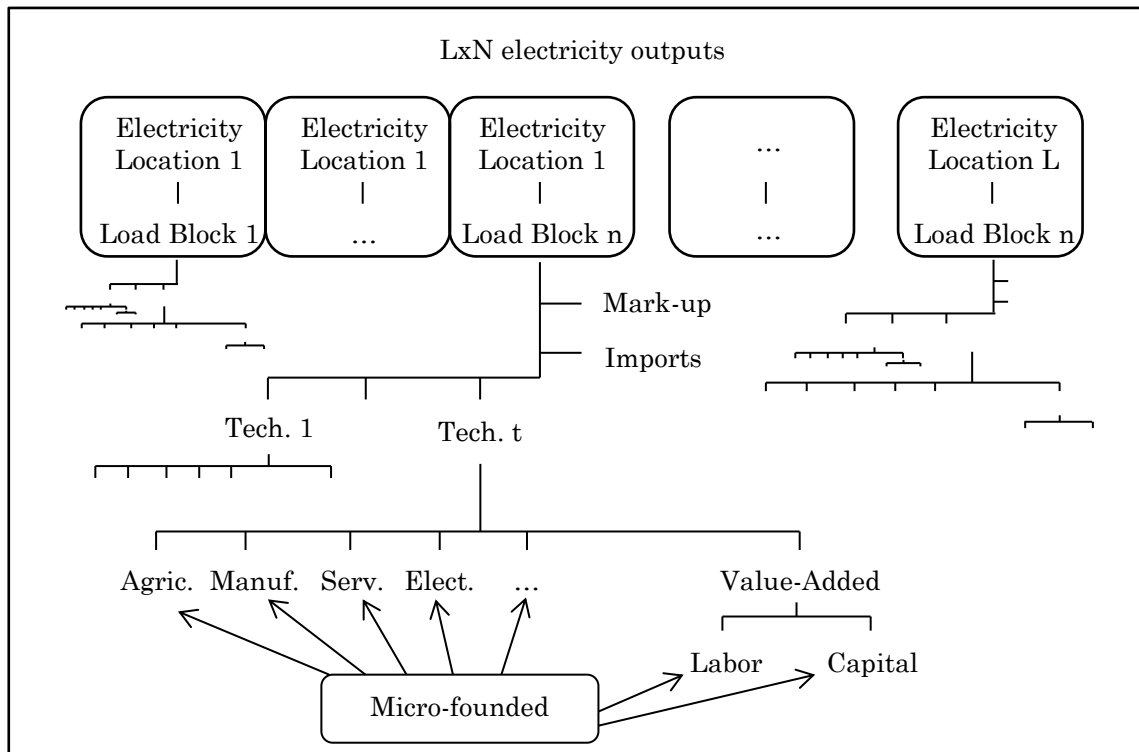 LxN electricity outputs
Electricity
Location 1
Load Block 1
Electricity
Location 1
...
Electricity
Location 1
Load Block n
...
...
Electricity
Location L
Load Block n
Mark-up
Imports
Tech. 1
Tech. t
Agric.
Manuf.
Serv.
Elect.
...
Value-Added
Labor
Capital
Micro-founded